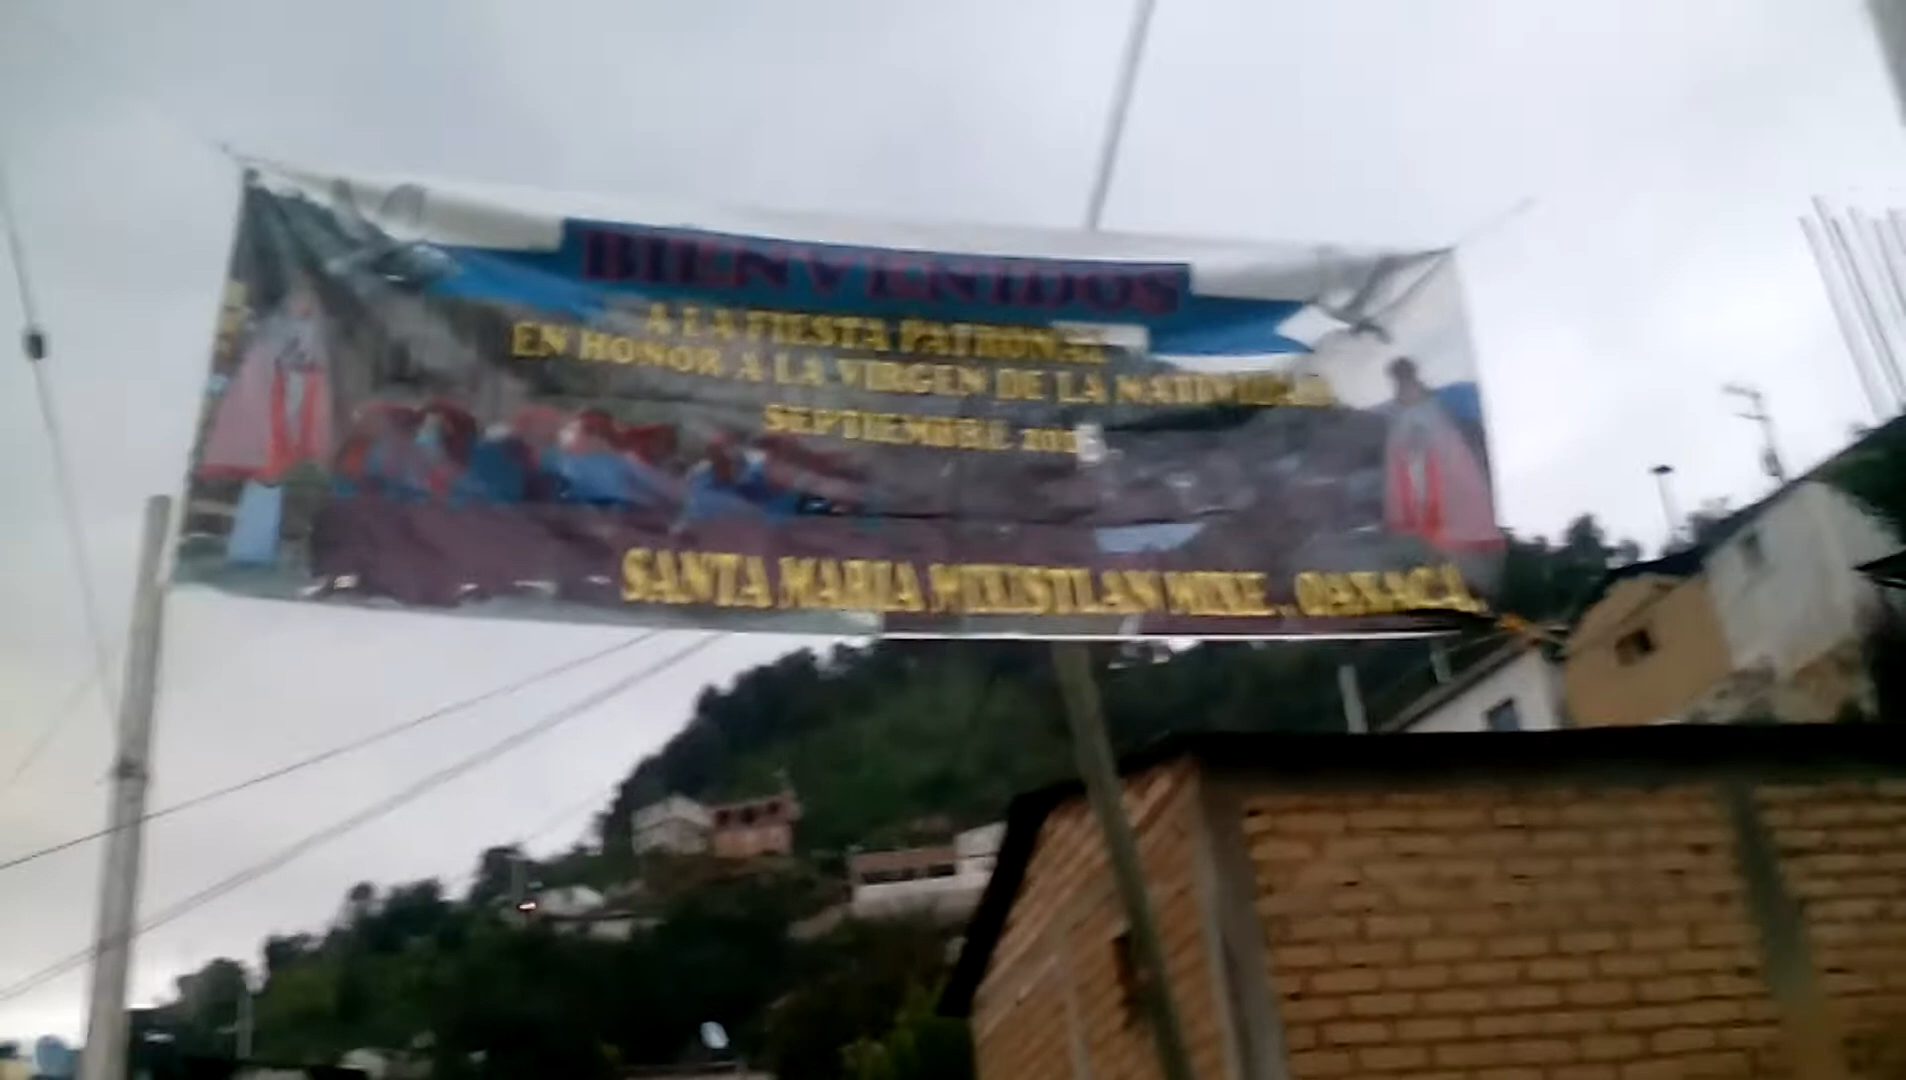 BIENVENIDOS
A LA FIESTA PATRONAL
EN HONOR A LA VIRGEN DE LA NATIVIDAD
SEPTIEMBRE
SANTA MARIA MIXISTLAN MIXE., OAXACA.